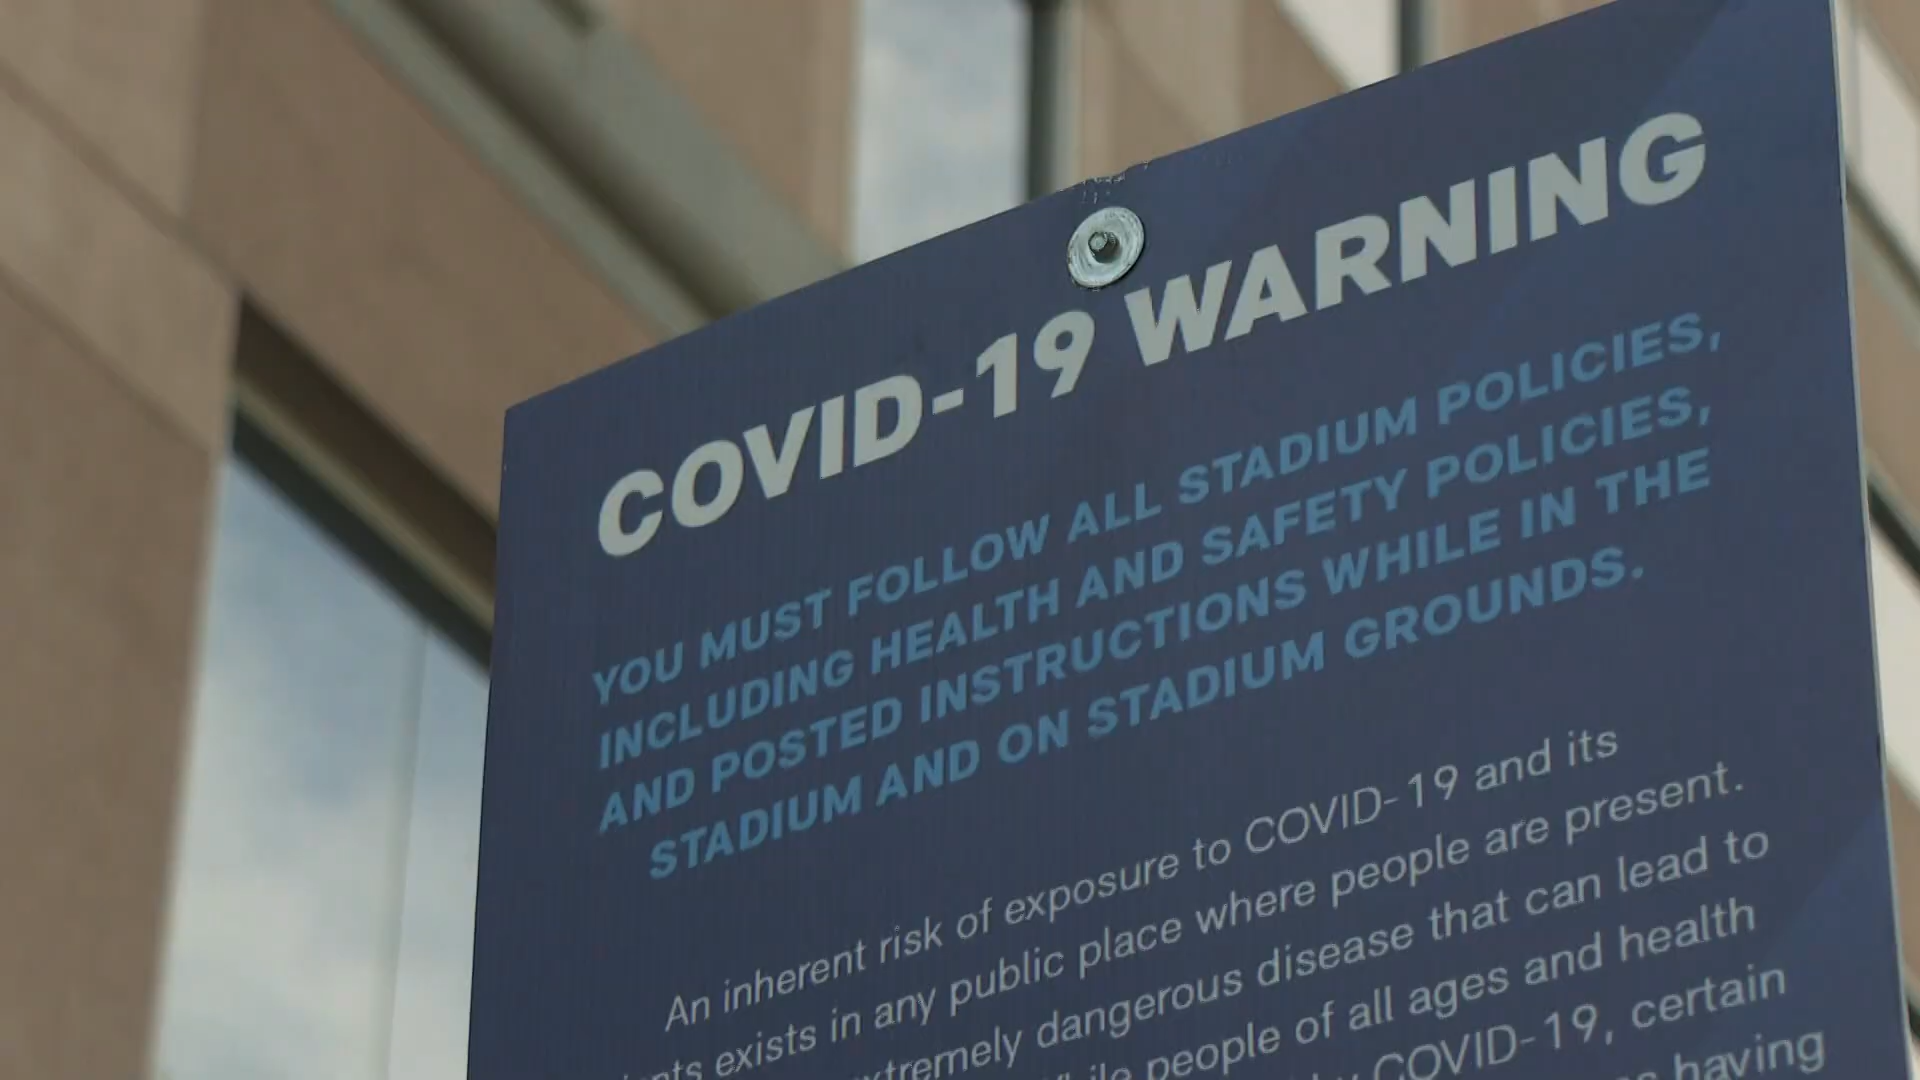 COVID-19 WARNING
YOU MUST FOLLOW ALL STADIUM POLICIES,
INCLUDING HEALTH AND SAFETY POLICIES,
AND POSTED INSTRUCTIONS WHILE IN THE
STADIUM AND ON STADIUM GROUNDS.
An inherent risk of exposure to COVID-19 and its
exists in any public place where people are present.
dangerous disease that can lead to
people of all ages and health
COVID-19, certain
having